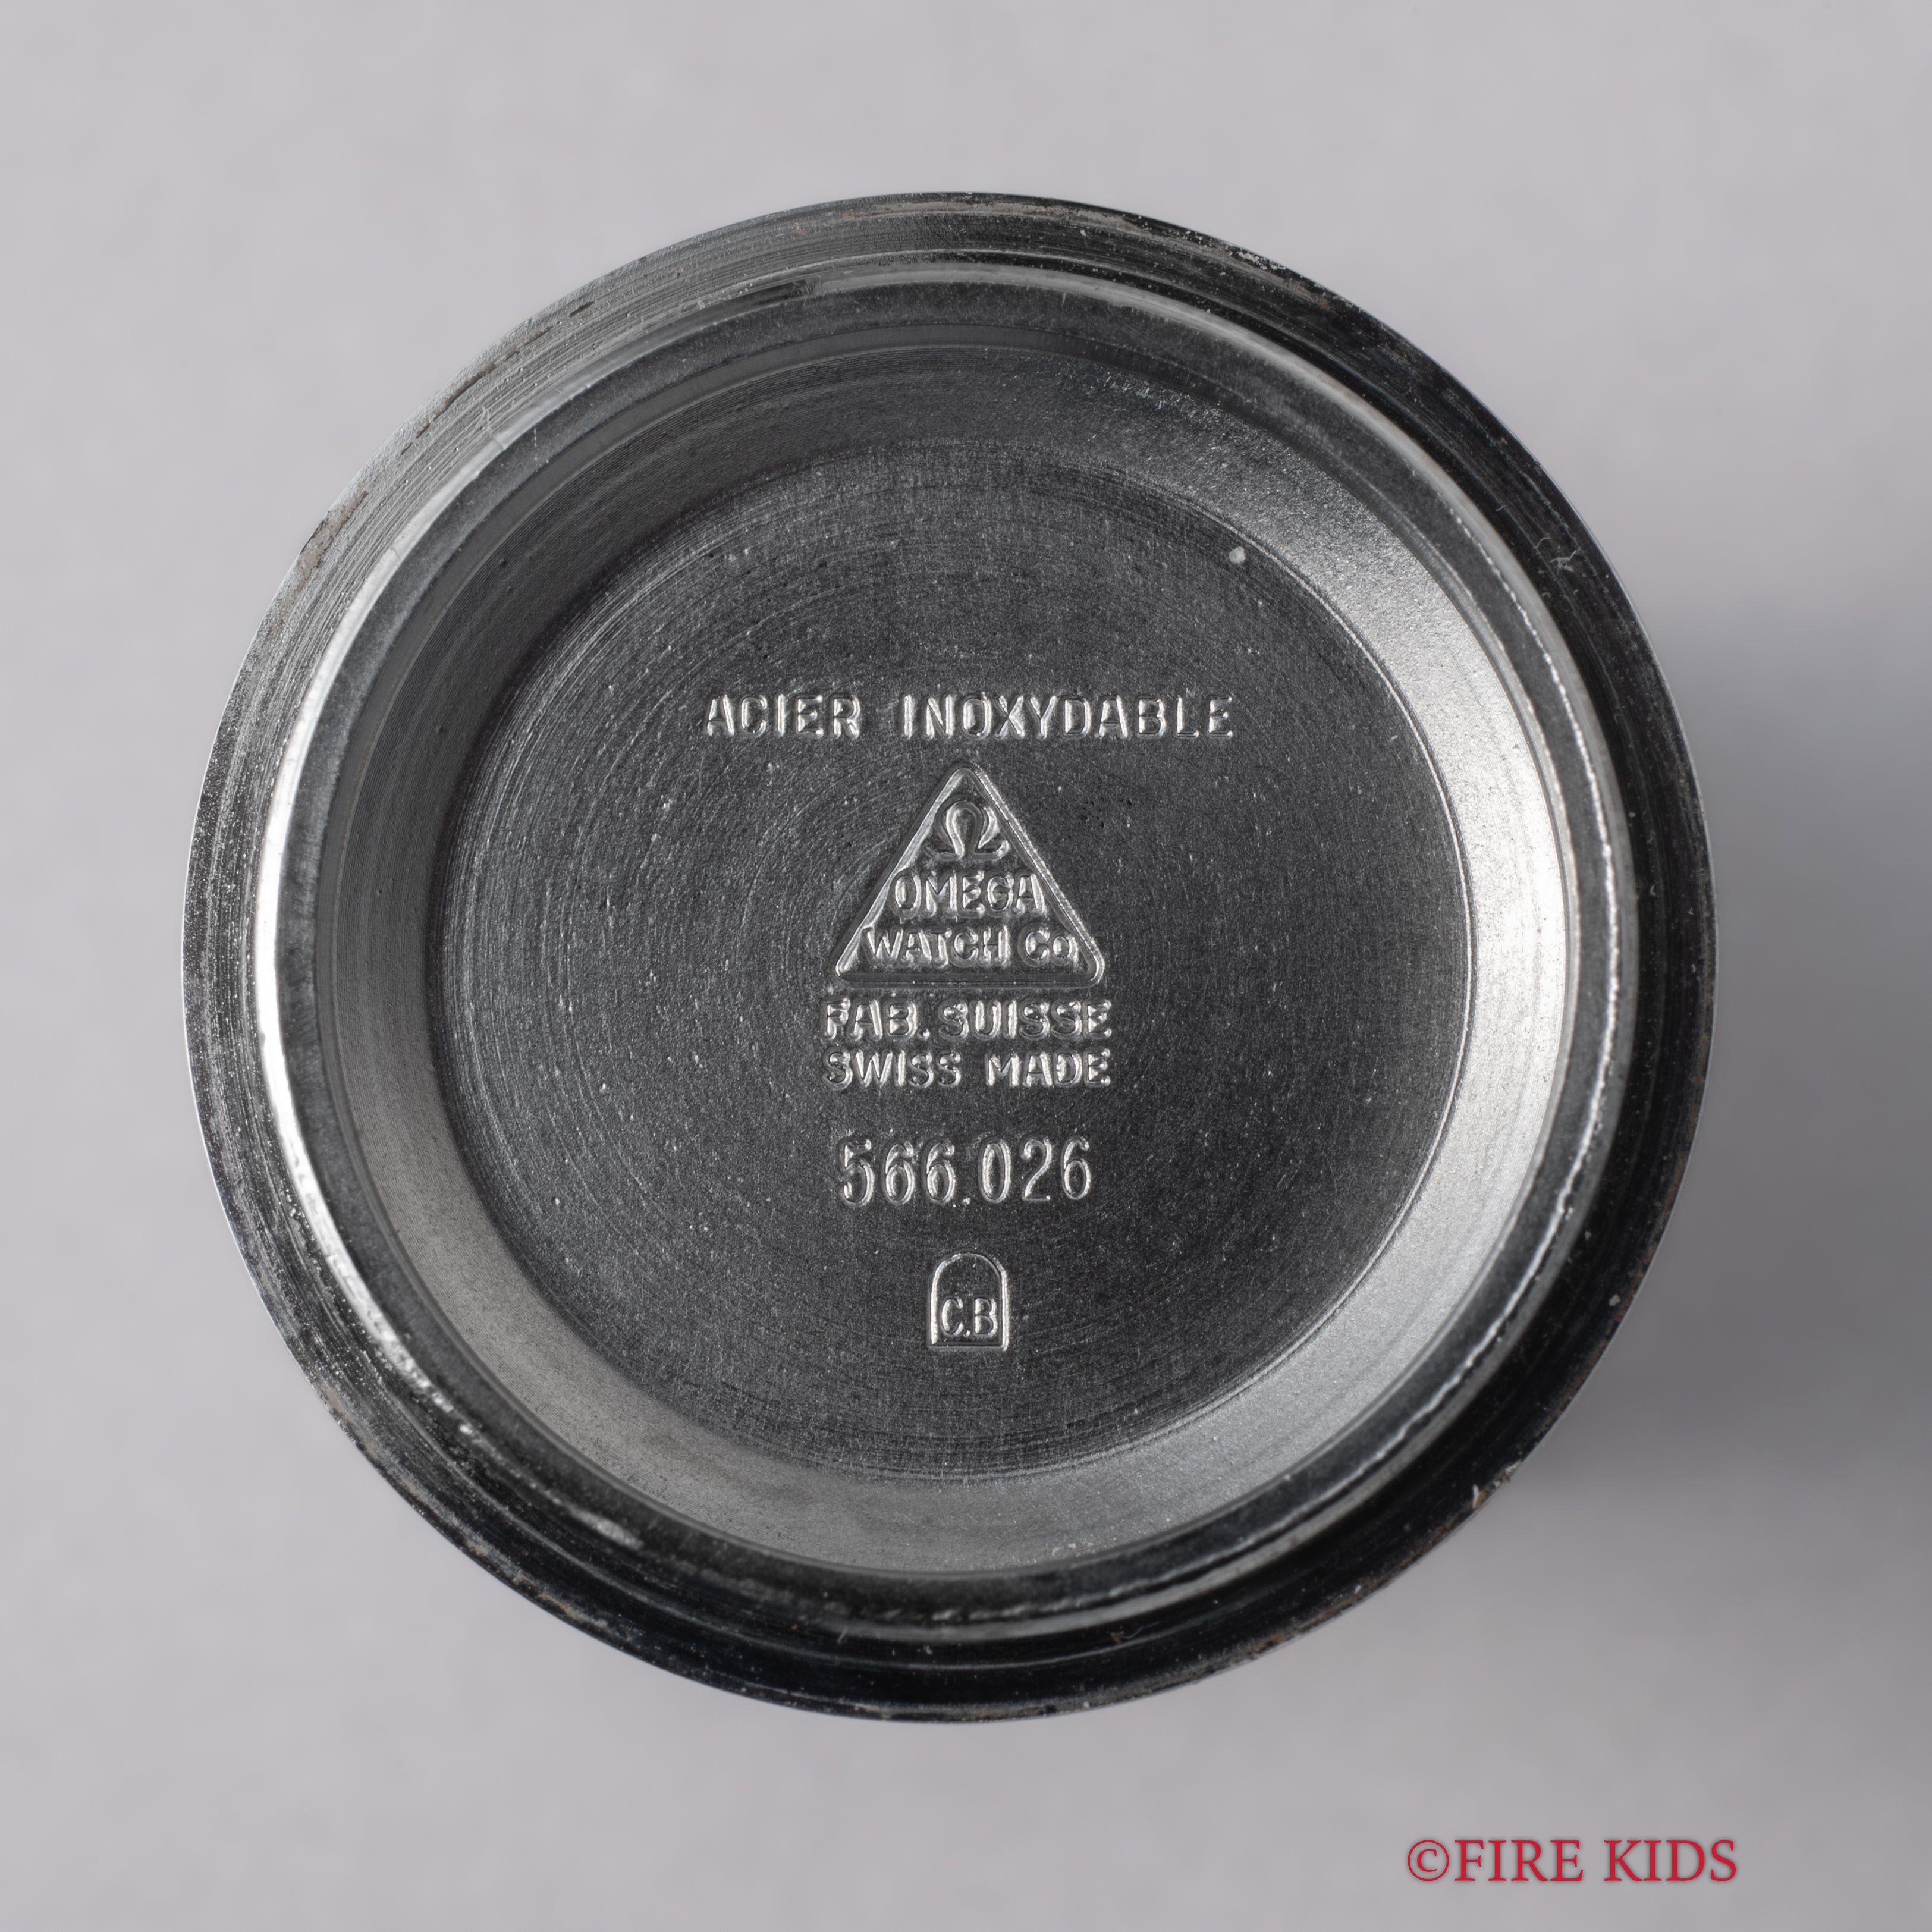 ACIER INOXYDABLE
Ω
OMEGA
WATCH Co
FAB. SUISSE
SWISS MADE
566.026
C.B
©FIRE KIDS